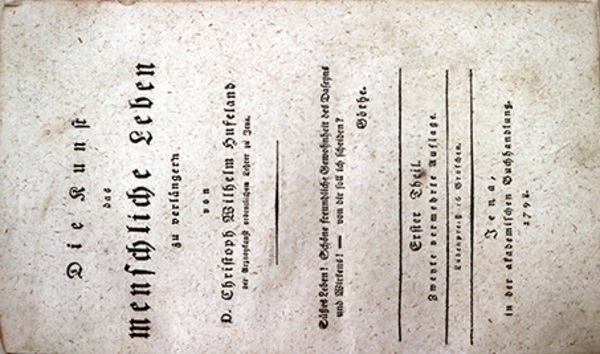 Die Kunst
das
menschliche Leben
zu verlängern
von
D. Christoph Wilhelm Hufeland
der Arzneykunst ordentlichem Lehrer zu Jena.
Süßes Leben! Schöne freundliche Gewohnheit des Daseyns
und Wirkens! — von dir soll ich scheiden?
Göthe.
Erster Theil.
Zweyte vermehrte Auflage.
Ladenpreiß 16 Groschen.
Jena,
in der akademischen Buchhandlung,
1798.